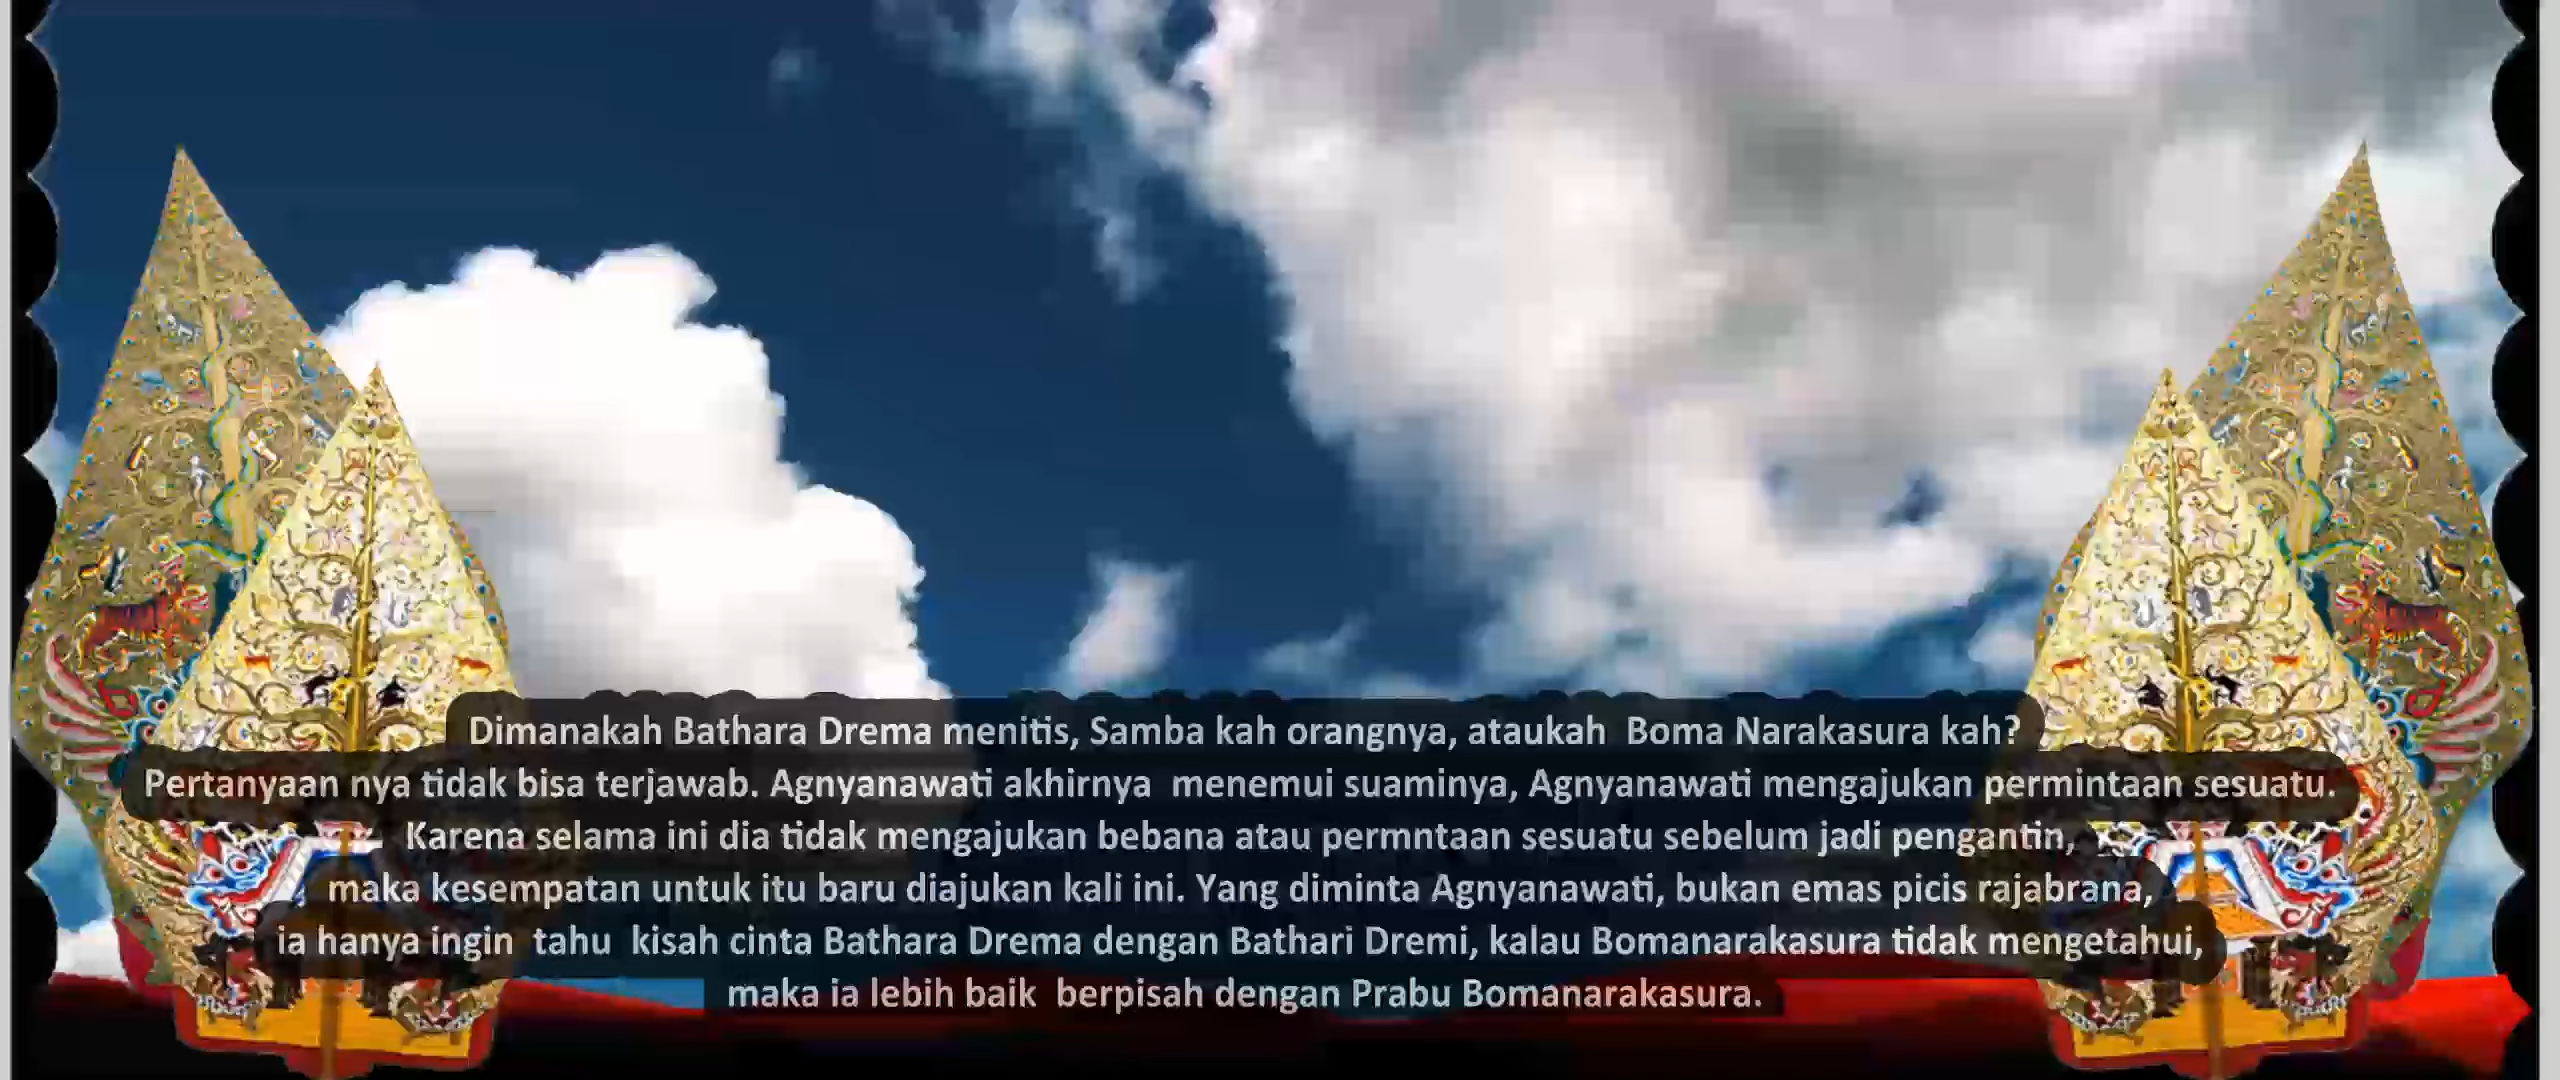 Dimanakah Bathara Drema menitis, Samba kah orangnya, ataukah Boma Narakasura kah?
Pertanyaan nya tidak bisa terjawab. Agnyanawati akhirnya menemui suaminya, Agnyanawati mengajukan permintaan sesuatu.
Karena selama ini dia tidak mengajukan bebana atau permntaan sesuatu sebelum jadi pengantin,
maka kesempatan untuk itu baru diajukan kali ini. Yang diminta Agnyanawati, bukan emas picis rajabrana,
ia hanya ingin tahu kisah cinta Bathara Drema dengan Bathari Dremi, kalau Bomanarakasura tidak mengetahui,
maka ia lebih baik berpisah dengan Prabu Bomanarakasura.